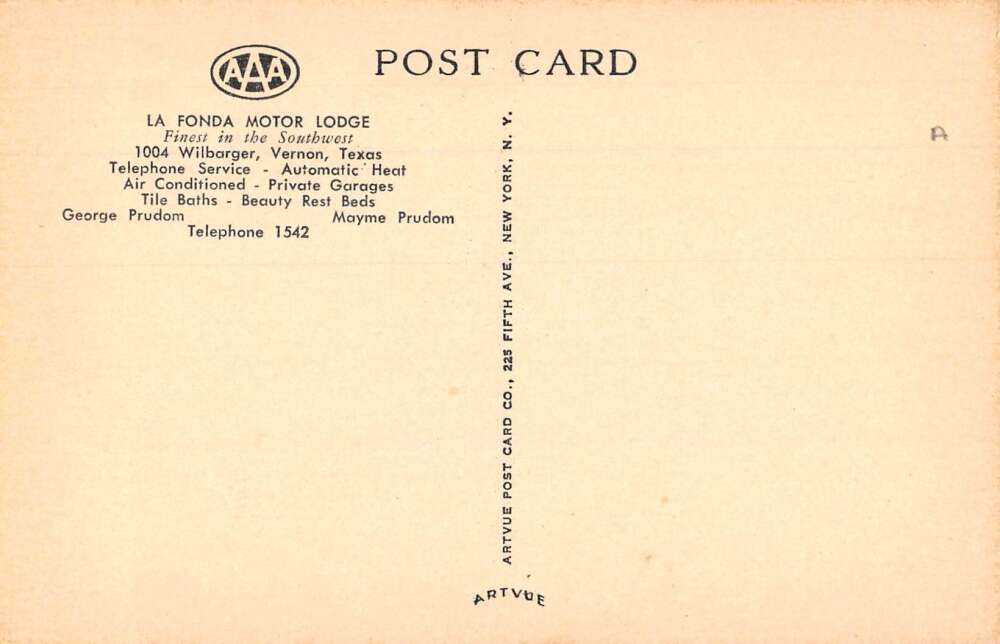 AAA
POST CARD
LA FONDA MOTOR LODGE
Finest in the Southwest
1004 Wilbarger, Vernon, Texas
Telephone Service - Automatic Heat
Air Conditioned - Private Garages
Tile Baths - Beauty Rest Beds
George Prudom Mayme Prudom
Telephone 1542
A
ARTVUE POST CARD CO., 225 FIFTH AVE., NEW YORK, N. Y.
ARTVUE